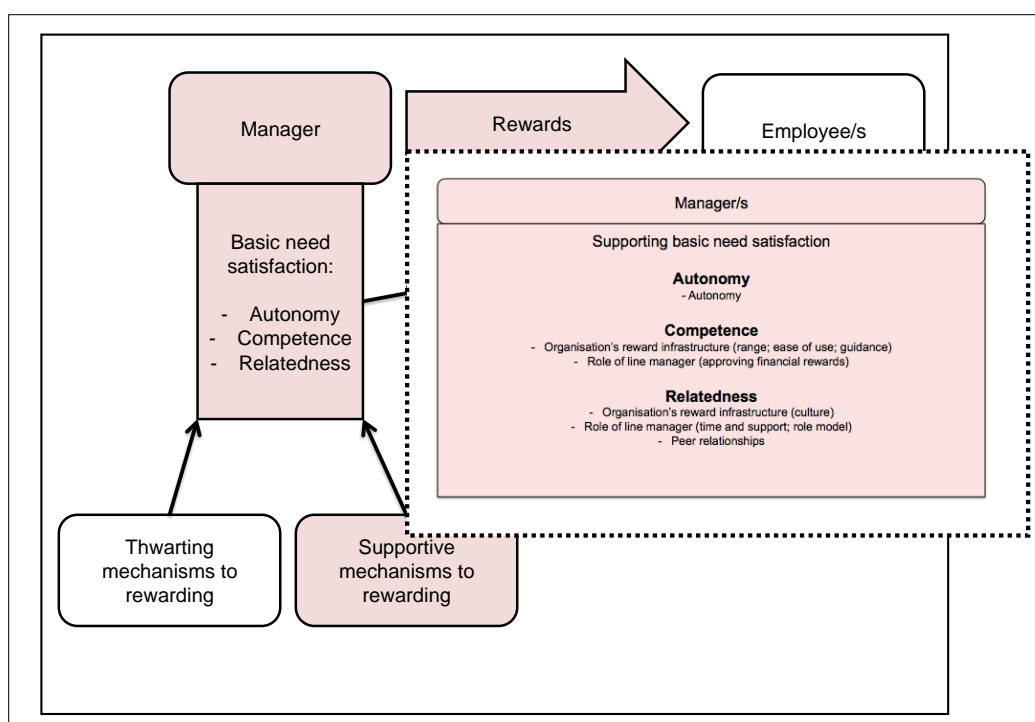 Manager
Rewards
Employee/s
Basic need
satisfaction:
- Autonomy
- Competence
- Relatedness
Manager/s
Supporting basic need satisfaction
Autonomy
- Autonomy
Competence
- Organisation's reward infrastructure (range; ease of use; guidance)
- Role of line manager (approving financial rewards)
Relatedness
- Organisation's reward infrastructure (culture)
- Role of line manager (time and support; role model)
- Peer relationships
Thwarting
mechanisms to
rewarding
Supportive
mechanisms to
rewarding